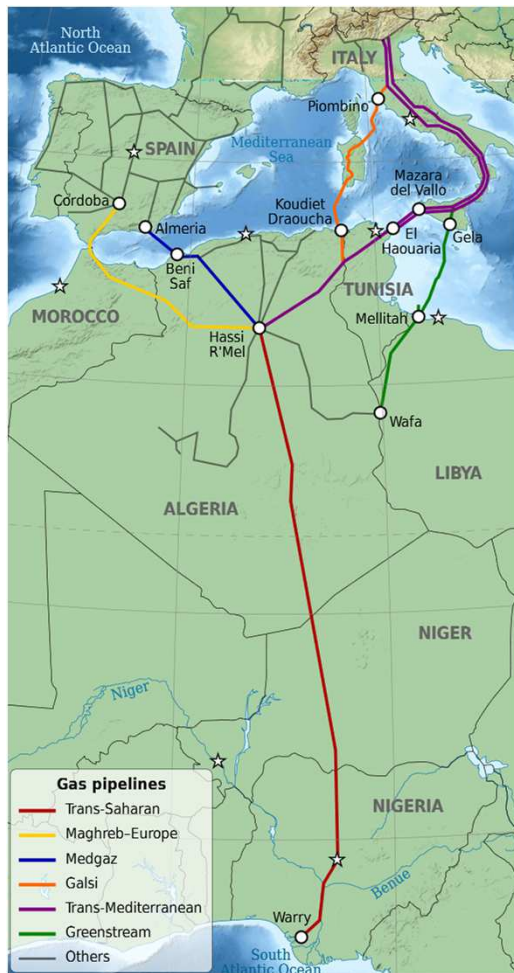 North
Atlantic Ocean
ITALY
Piombino
Mediterranean
Sea
SPAIN
Mazara
del Vallo
Cordoba
Koudiet
Draoucha
Almeria
El
Haouaria
Gela
Beni
Saf
TUNISIA
MOROCCO
Mellitah
Hassi
R'Mel
Wafa
LIBYA
ALGERIA
NIGER
Niger
Gas pipelines
Trans-Saharan
Maghreb–Europe
Medgaz
Galsi
Trans-Mediterranean
Greenstream
Others
NIGERIA
Benue
Warry
South
Atlantic Ocean